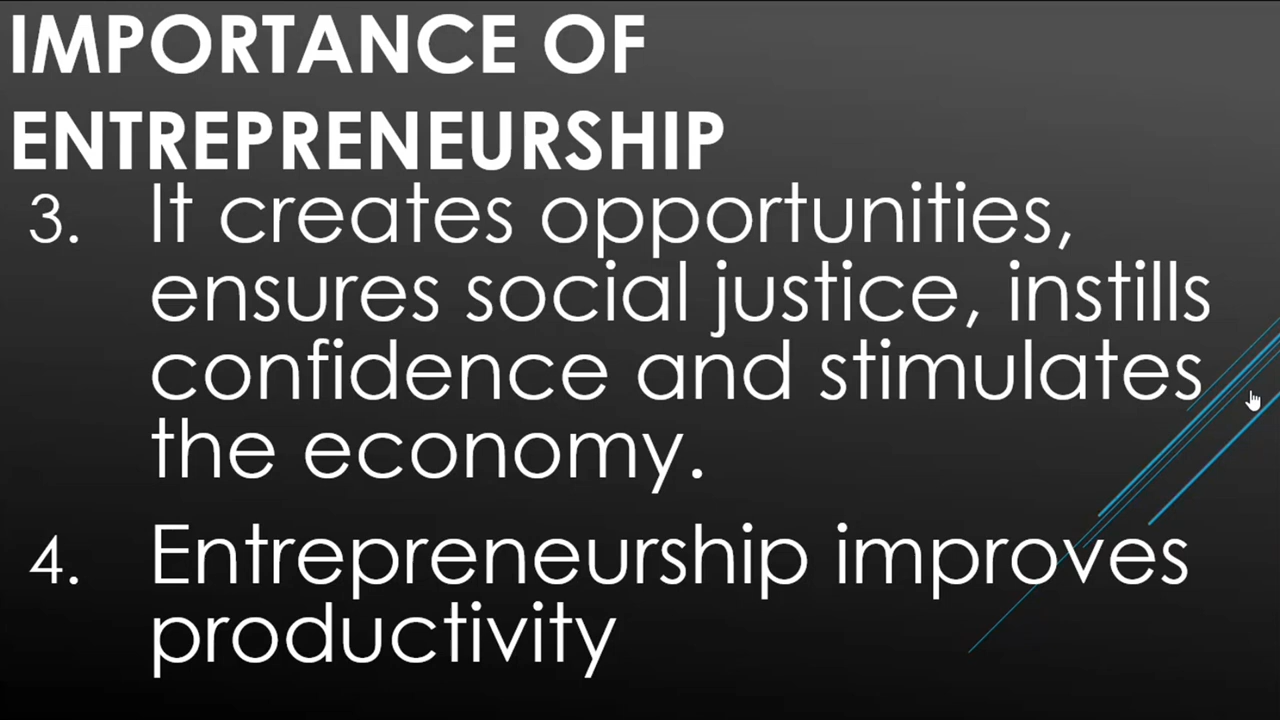 IMPORTANCE OF
ENTREPRENEURSHIP
3. It creates opportunities,
ensures social justice, instills
confidence and stimulates
the economy.
4. Entrepreneurship improves
productivity